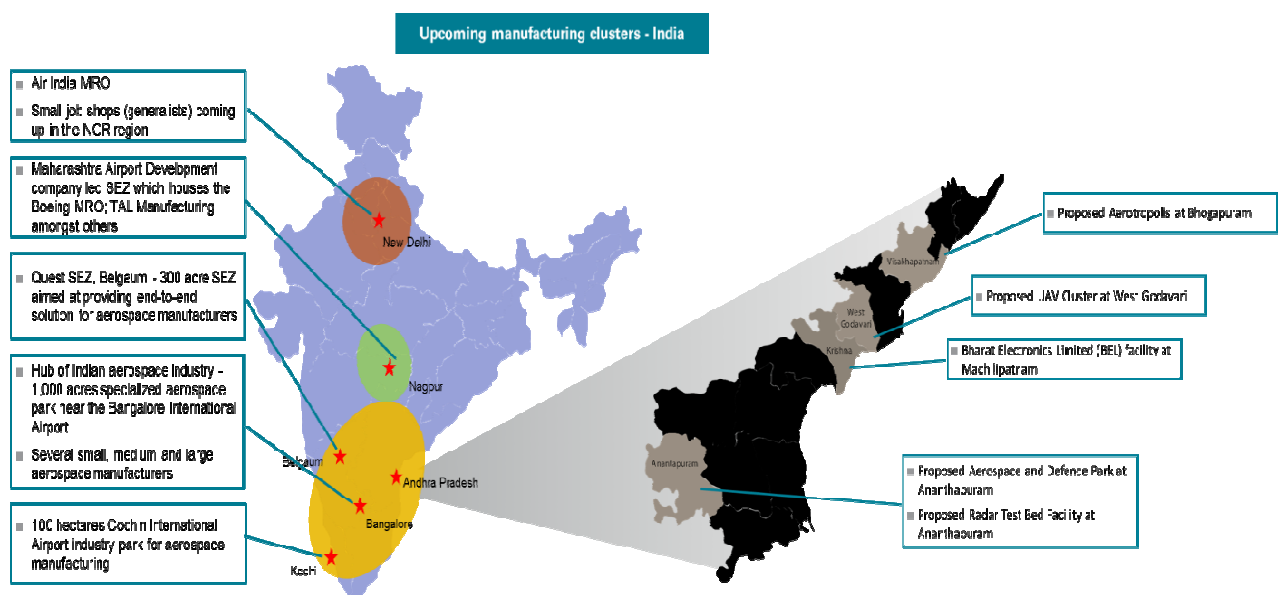 Upcoming manufacturing clusters - India
Air India MRO
Small job shops (generalists) coming
up in the NCR region
Maharashtra Airport Development
company led SEZ which houses the
Boeing MRO; TAL Manufacturing
amongst others
Quest SEZ, Belgaum - 300 acre SEZ
aimed at providing end-to-end
solution for aerospace manufacturers
Hub of Indian aerospace industry -
1,000 acres specialized aerospace
park near the Bangalore International
Airport
Several small, medium and large
aerospace manufacturers
100 hectares Cochin International
Airport industry park for aerospace
manufacturing
New Delhi
Nagpur
Belgaum
Andhra Pradesh
Bangalore
Kochi
Visakhapatnam
West
Godavari
Krishna
Anantapuram
Proposed Aerotropolis at Bhogapuram
Proposed UAV Cluster at West Godavari
Bharat Electronics Limited (BEL) facility at
Machilipatnam
Proposed Aerospace and Defence Park at
Ananthapuram
Proposed Radar Test Bed Facility at
Ananthapuram